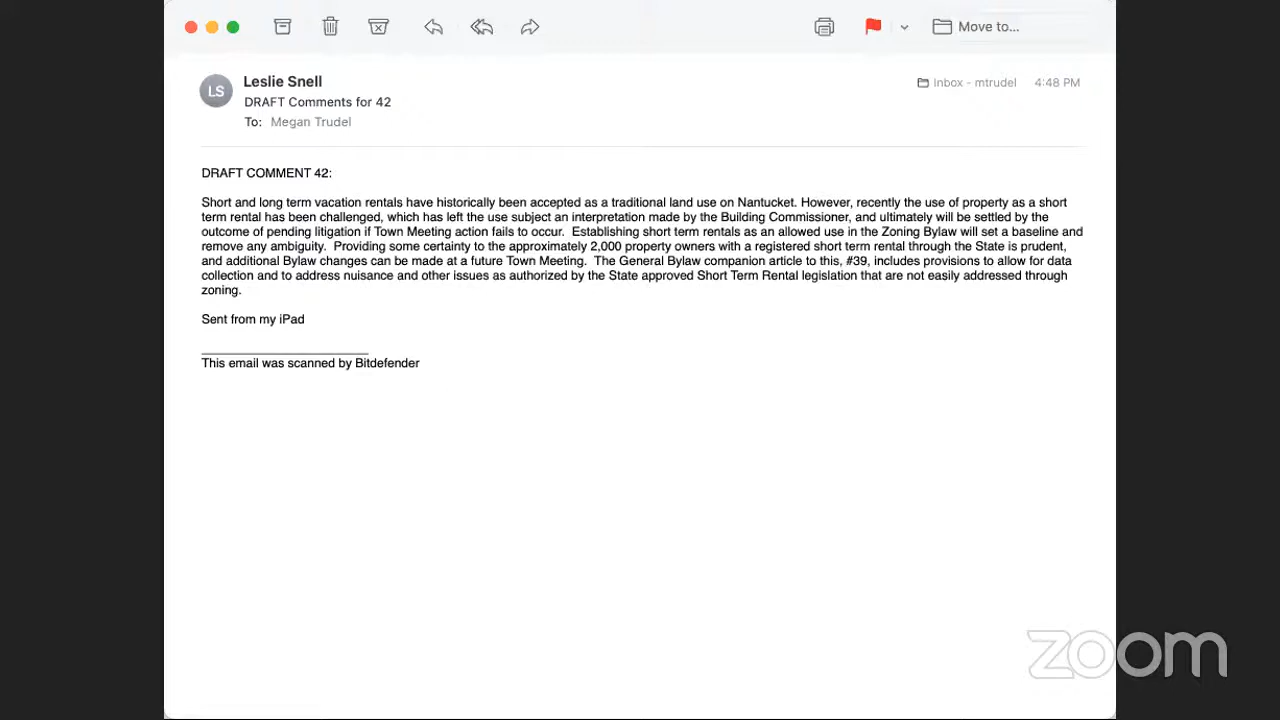 Move to...
LS
Leslie Snell
Inbox - mtrudel
4:48 PM
DRAFT Comments for 42
To: Megan Trudel
DRAFT COMMENT 42:
Short and long term vacation rentals have historically been accepted as a traditional land use on Nantucket. However, recently the use of property as a short
term rental has been challenged, which has left the use subject an interpretation made by the Building Commissioner, and ultimately will be settled by the
outcome of pending litigation if Town Meeting action fails to occur. Establishing short term rentals as an allowed use in the Zoning Bylaw will set a baseline and
remove any ambiguity. Providing some certainty to the approximately 2,000 property owners with a registered short term rental through the State is prudent,
and additional Bylaw changes can be made at a future Town Meeting. The General Bylaw companion article to this, #39, includes provisions to allow for data
collection and to address nuisance and other issues as authorized by the State approved Short Term Rental legislation that are not easily addressed through
zoning.
Sent from my iPad
This email was scanned by Bitdefender
zoom